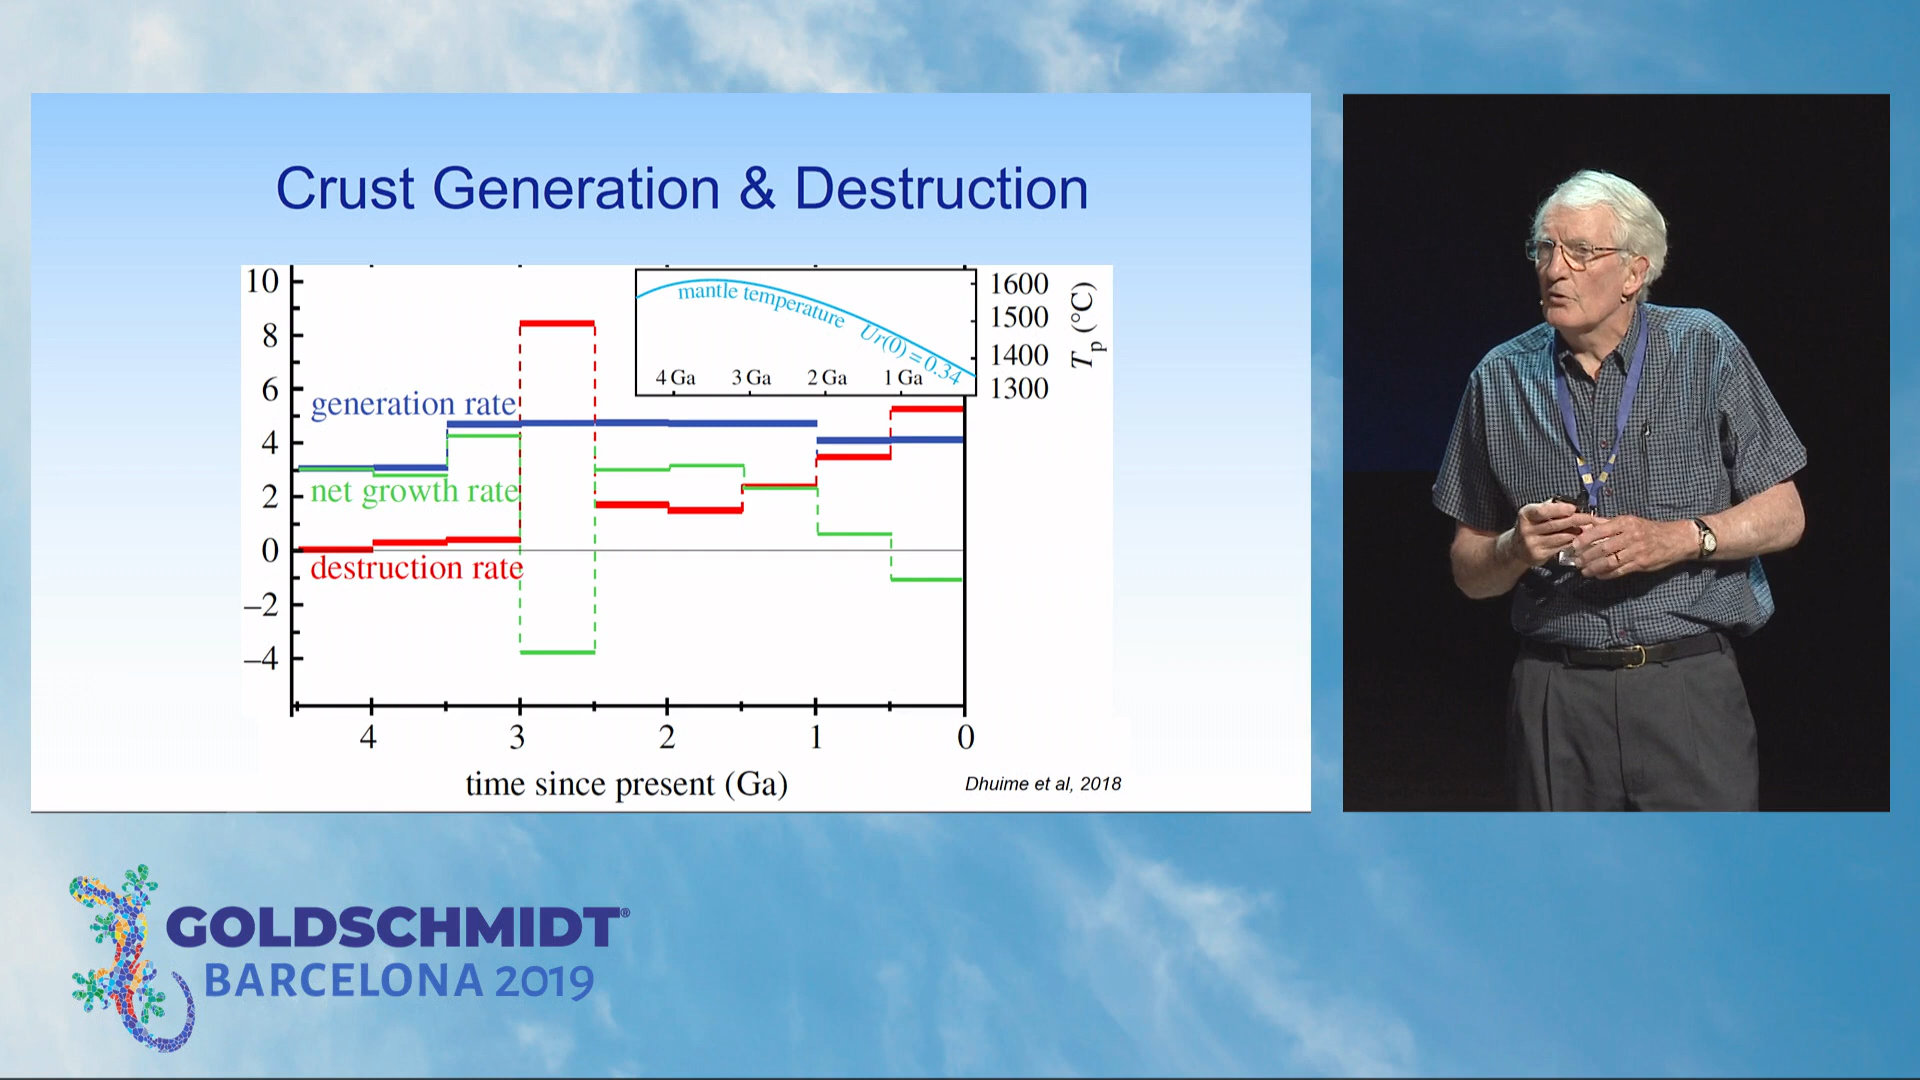 Crust Generation & Destruction
10
8
6
4
2
0
–2
–4
generation rate
net growth rate
destruction rate
mantle temperature
Ur(0) = 0.34
4 Ga
3 Ga
2 Ga
1 Ga
1600
1500
1400
1300
Tp (°C)
4
3
2
1
0
time since present (Ga)
Dhuime et al, 2018
GOLDSCHMIDT®
BARCELONA 2019